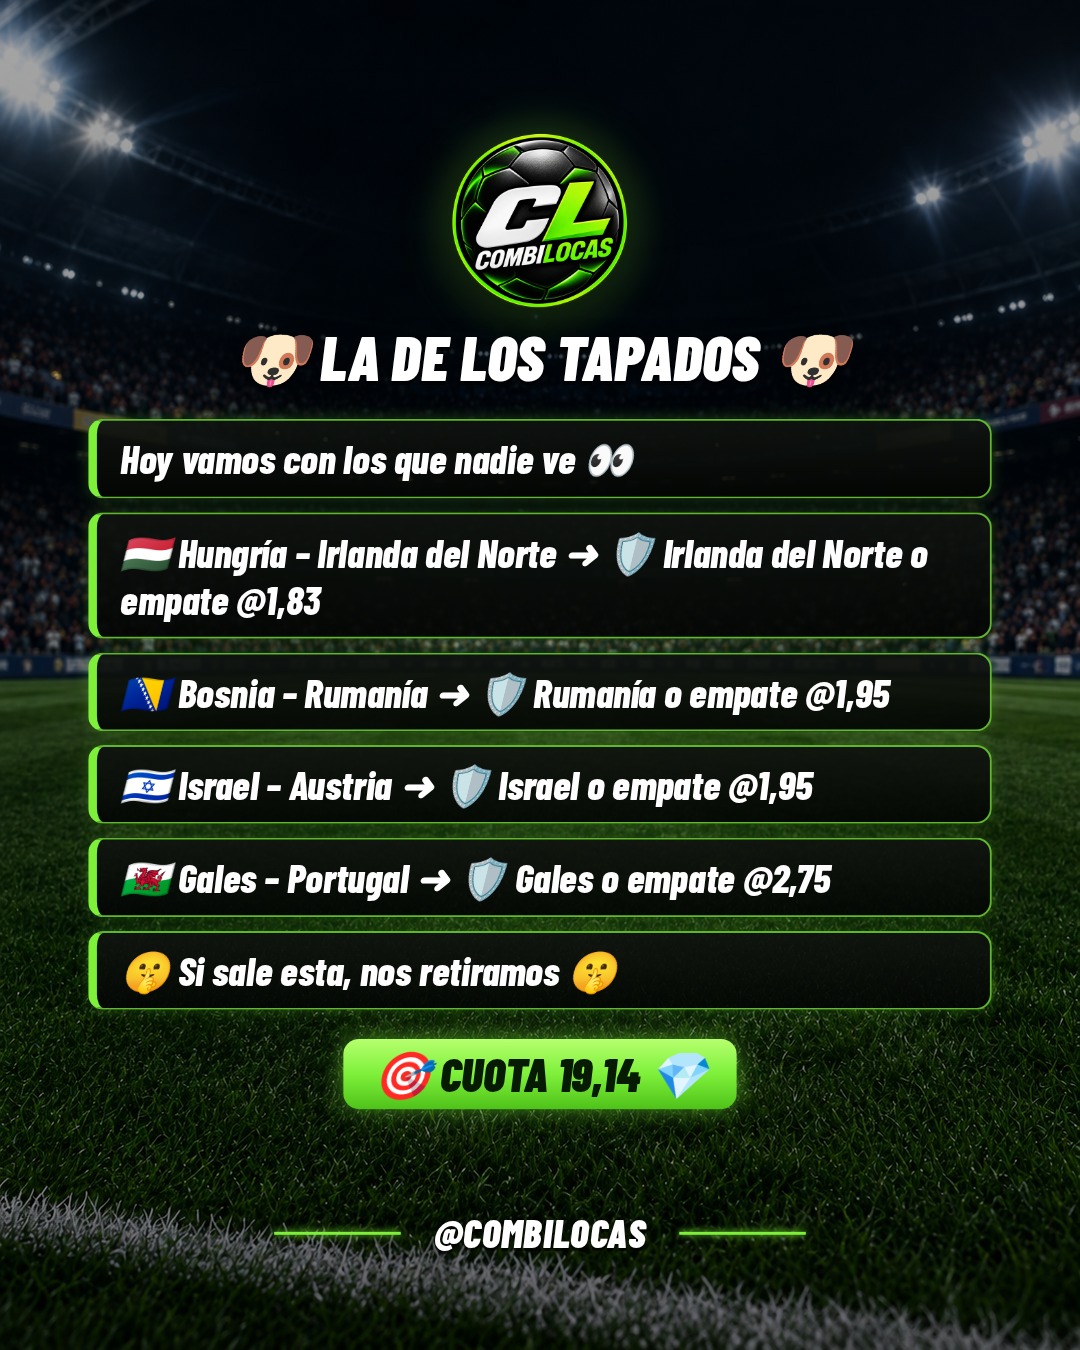 CL
COMBILOCAS
🐶 LA DE LOS TAPADOS 🐶
Hoy vamos con los que nadie ve 👀
🇭🇺 Hungría – Irlanda del Norte → 🛡️ Irlanda del Norte o
empate @1,83
🇧🇦 Bosnia – Rumanía → 🛡️ Rumanía o empate @1,95
🇮🇱 Israel – Austria → 🛡️ Israel o empate @1,95
🏴󠁧󠁢󠁷󠁬󠁳󠁿 Gales – Portugal → 🛡️ Gales o empate @2,75
🤫 Si sale esta, nos retiramos 🤫
🎯 CUOTA 19,14 💎
@COMBILOCAS